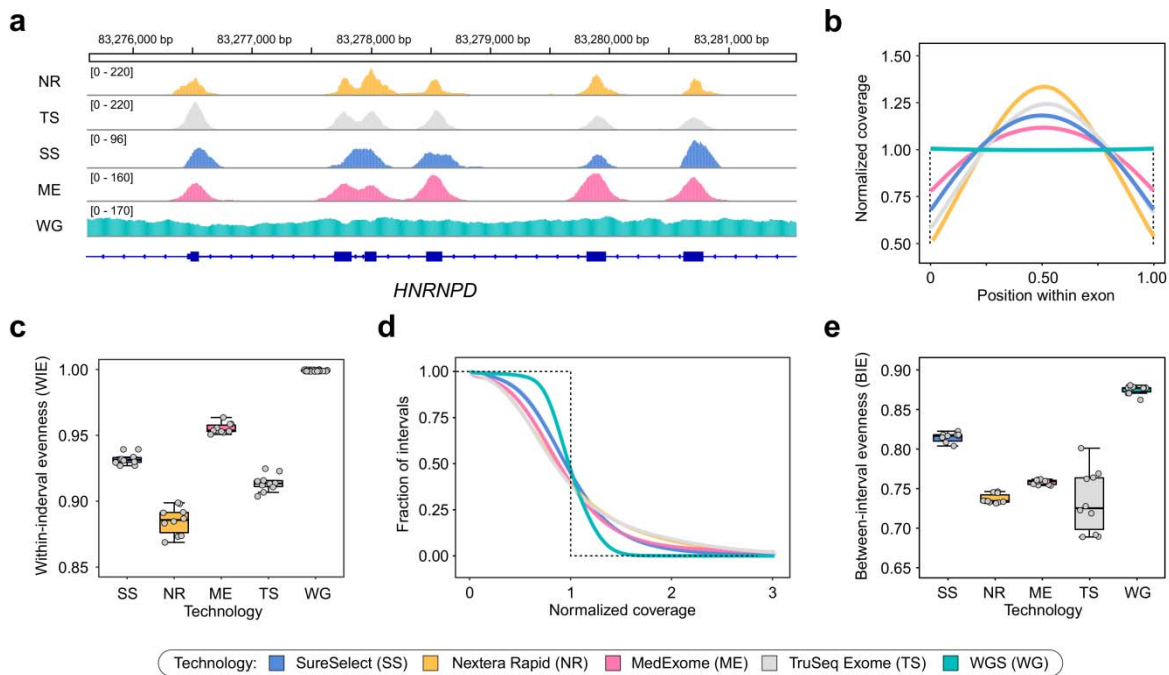 a
83,276,000 bp 83,277,000 bp 83,278,000 bp 83,279,000 bp 83,280,000 bp 83,281,000 bp
NR [0 - 220]
TS [0 - 220]
SS [0 - 96]
ME [0 - 160]
WG [0 - 170]
HNRNPD
b
Normalized coverage
1.50
1.25
1.00
0.75
0.50
0 0.50 1.00
Position within exon
c
Within-inderval evenness (WIE)
1.00
0.95
0.90
0.85
SS NR ME TS WG
Technology
d
Fraction of intervals
1.00
0.75
0.50
0.25
0.00
0 1 2 3
Normalized coverage
e
Between-interval evenness (BIE)
0.90
0.85
0.80
0.75
0.70
0.65
SS NR ME TS WG
Technology
Technology: SureSelect (SS) Nextera Rapid (NR) MedExome (ME) TruSeq Exome (TS) WGS (WG)